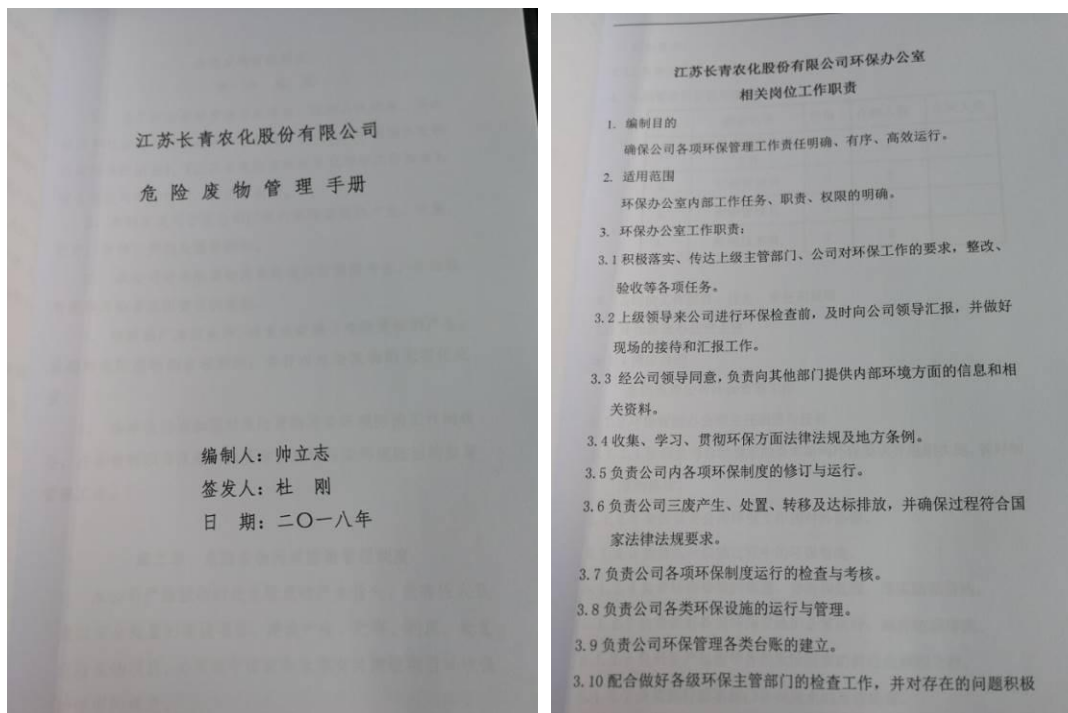 江苏长青农化股份有限公司
危险废物管理手册
编制人：帅立志
签发人：杜 刚
日 期：二〇一八年
江苏长青农化股份有限公司环保办公室
相关岗位工作职责
1. 编制目的
确保公司各项环保管理工作责任明确、有序、高效运行。
2. 适用范围
环保办公室内部工作任务、职责、权限的明确。
3. 环保办公室工作职责：
3.1 积极落实、传达上级主管部门、公司对环保工作的要求，整改、
验收等各项任务。
3.2 上级领导来公司进行环保检查前，及时向公司领导汇报，并做好
现场的接待和汇报工作。
3.3 经公司领导同意，负责向其他部门提供内部环境方面的信息和相
关资料。
3.4 收集、学习、贯彻环保方面法律法规及地方条例。
3.5 负责公司内各项环保制度的修订与运行。
3.6 负责公司三废产生、处置、转移及达标排放，并确保过程符合国
家法律法规要求。
3.7 负责公司各项环保制度运行的检查与考核。
3.8 负责公司各类环保设施的运行与管理。
3.9 负责公司环保管理各类台账的建立。
3.10 配合做好各级环保主管部门的检查工作，并对存在的问题积极